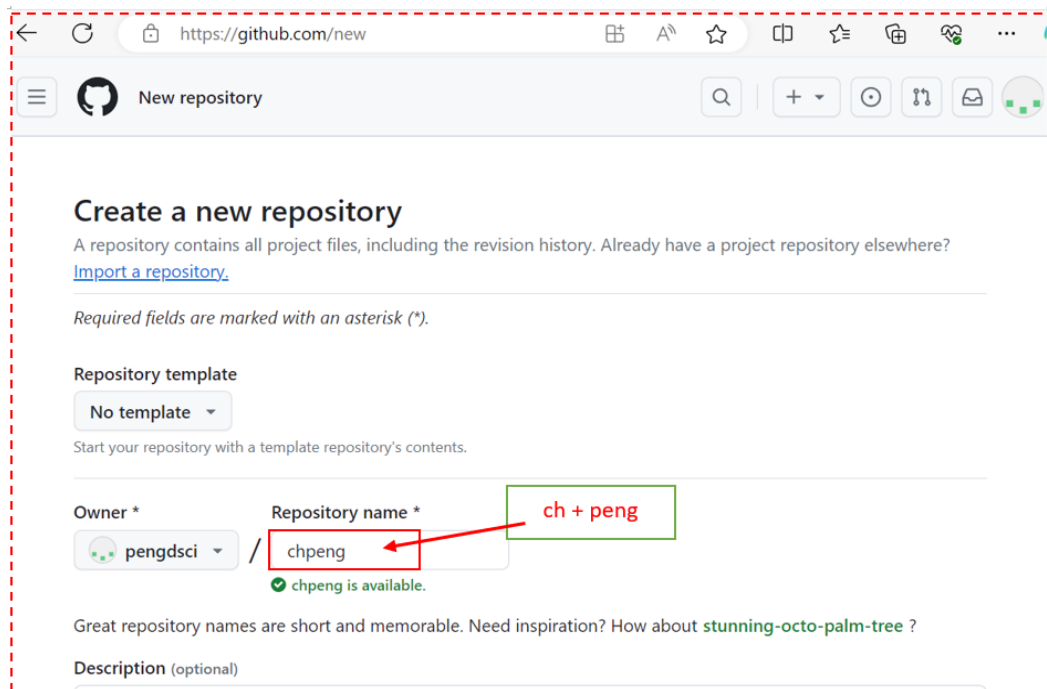 https://github.com/new
New repository
Create a new repository
A repository contains all project files, including the revision history. Already have a project repository elsewhere?
Import a repository.
Required fields are marked with an asterisk (*).
Repository template
No template
Start your repository with a template repository's contents.
Owner * Repository name *
ch + peng
pengdsci / chpeng
chpeng is available.
Great repository names are short and memorable. Need inspiration? How about stunning-octo-palm-tree ?
Description (optional)